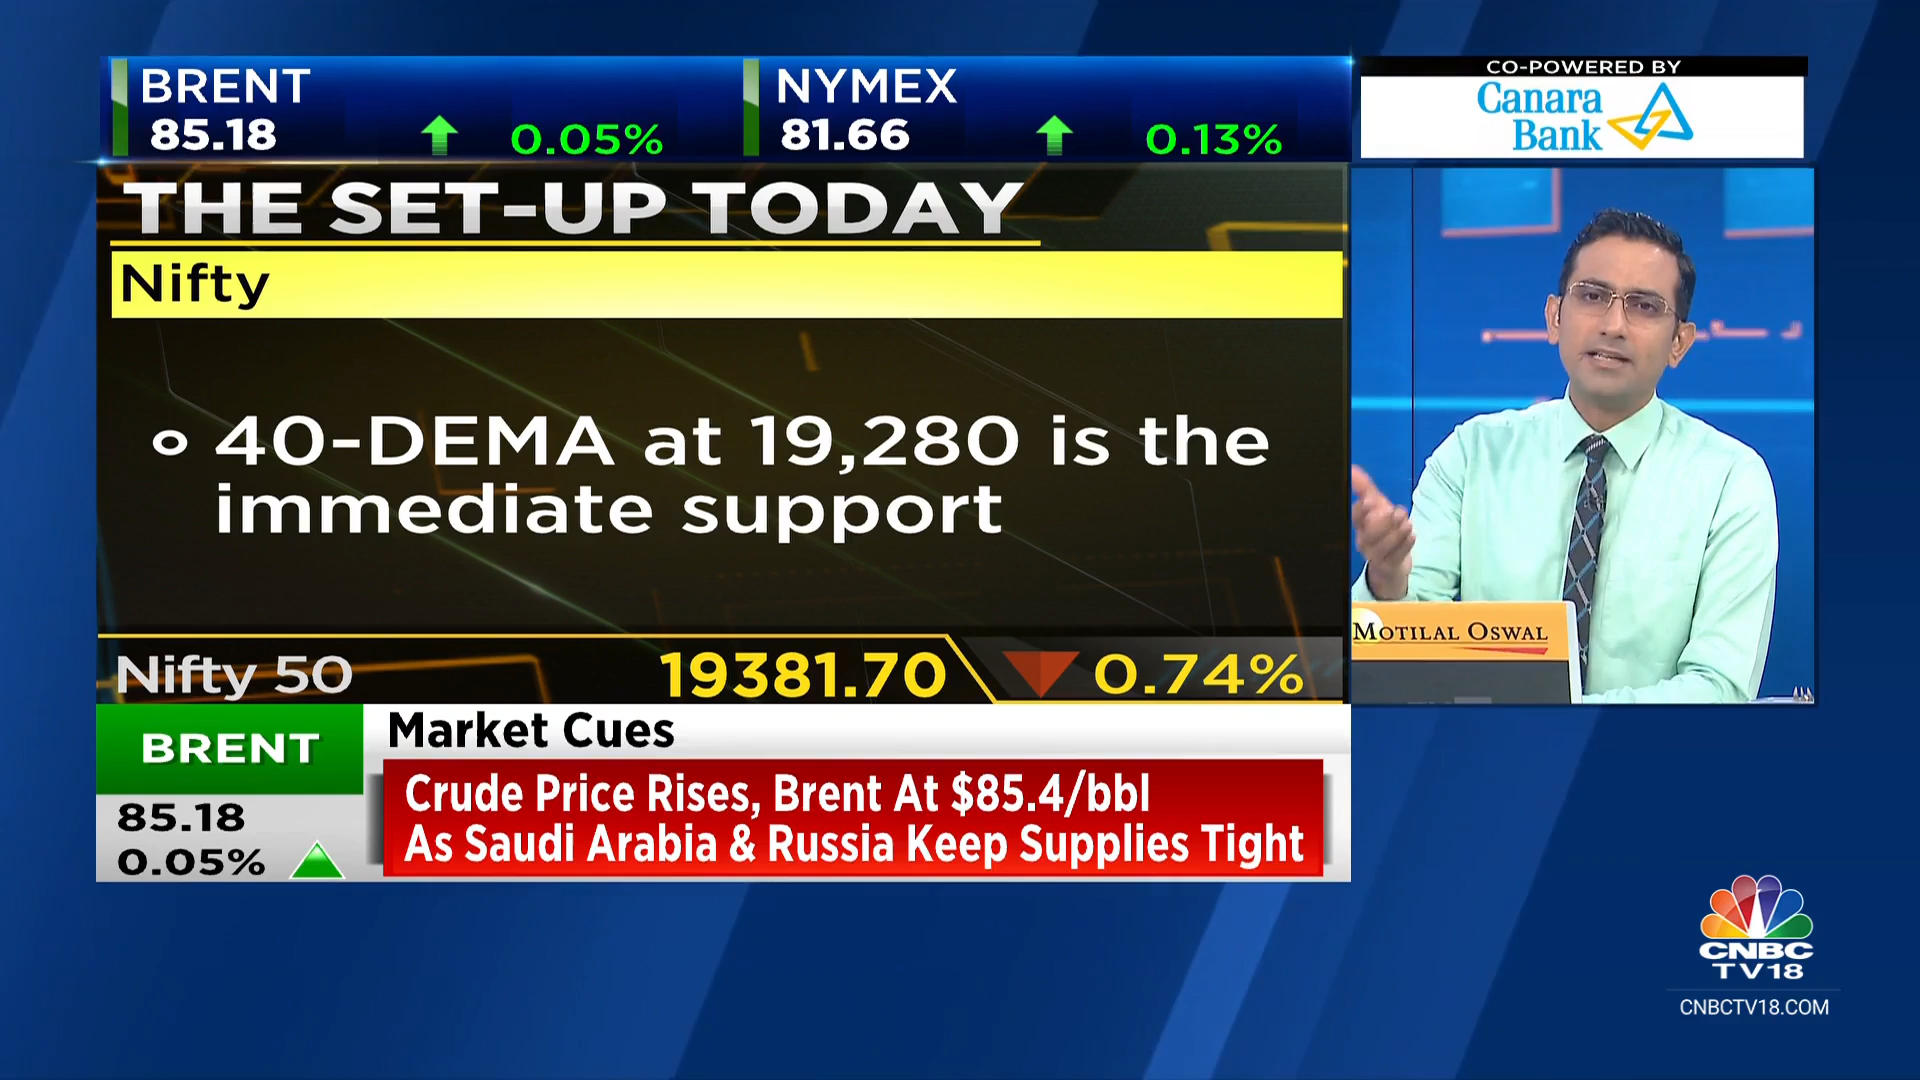 BRENT
85.18 0.05%
NYMEX
81.66 0.13%
CO-POWERED BY
Canara
Bank
THE SET-UP TODAY
Nifty
40-DEMA at 19,280 is the
immediate support
Nifty 50 19381.70 0.74%
MOTILAL OSWAL
BRENT
85.18
0.05%
Market Cues
Crude Price Rises, Brent At $85.4/bbl
As Saudi Arabia & Russia Keep Supplies Tight
CNBC
TV18
CNBCTV18.COM